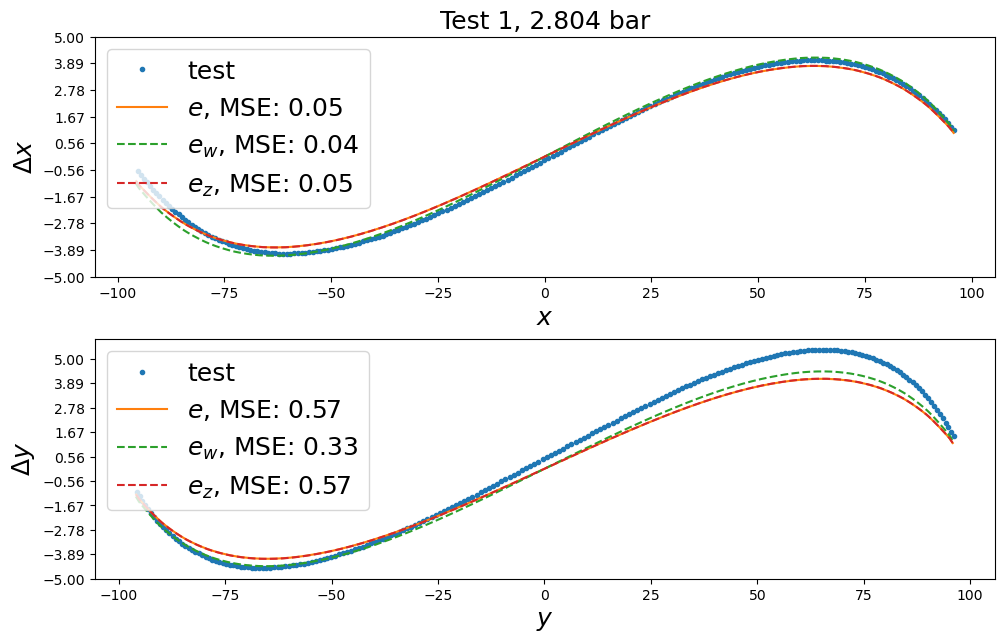 Test 1, 2.804 bar
5.00
3.89
2.78
1.67
0.56
−0.56
−1.67
−2.78
−3.89
−5.00
Δx
test
e, MSE: 0.05
e_w, MSE: 0.04
e_z, MSE: 0.05
−100 −75 −50 −25 0 25 50 75 100
x
5.00
3.89
2.78
1.67
0.56
−0.56
−1.67
−2.78
−3.89
−5.00
Δy
test
e, MSE: 0.57
e_w, MSE: 0.33
e_z, MSE: 0.57
−100 −75 −50 −25 0 25 50 75 100
y